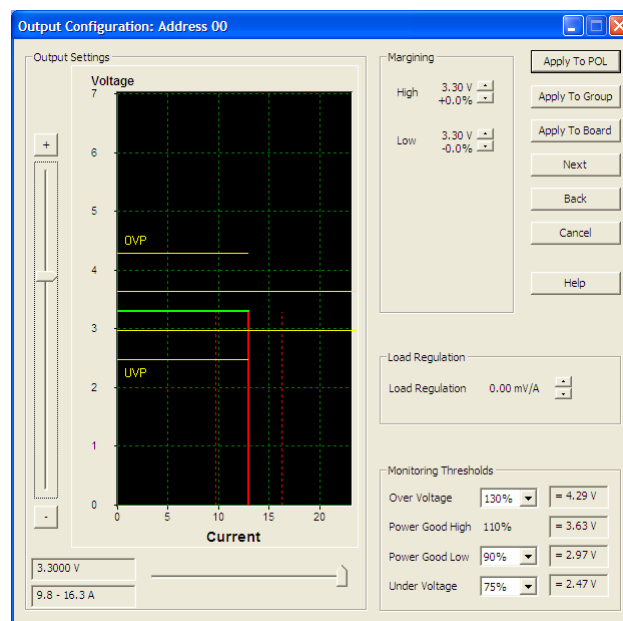 Output Configuration: Address 00
Output Settings
Voltage
7
6
5
4
3
2
1
0
OVP
UVP
0 5 10 15 20
Current
+
-
3.3000 V
9.8 - 16.3 A
Margining
High 3.30 V
+0.0%
Low 3.30 V
-0.0%
Apply To POL
Apply To Group
Apply To Board
Next
Back
Cancel
Help
Load Regulation
Load Regulation 0.00 mV/A
Monitoring Thresholds
Over Voltage 130% = 4.29 V
Power Good High 110% = 3.63 V
Power Good Low 90% = 2.97 V
Under Voltage 75% = 2.47 V